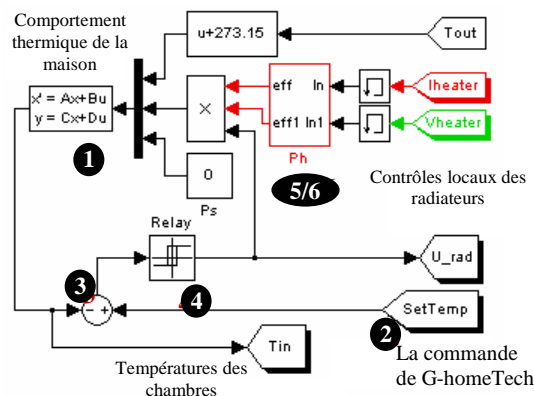 Comportement
thermique de la
maison
u+273.15
Tout
x' = Ax+Bu
y = Cx+Du
×
eff In
eff1 In1
Ph
Iheater
Vheater
1
0
Ps
5/6
Contrôles locaux des
radiateurs
Relay
U_rad
3
- +
4
SetTemp
2
Tin
La commande
de G-homeTech
Températures des
chambres